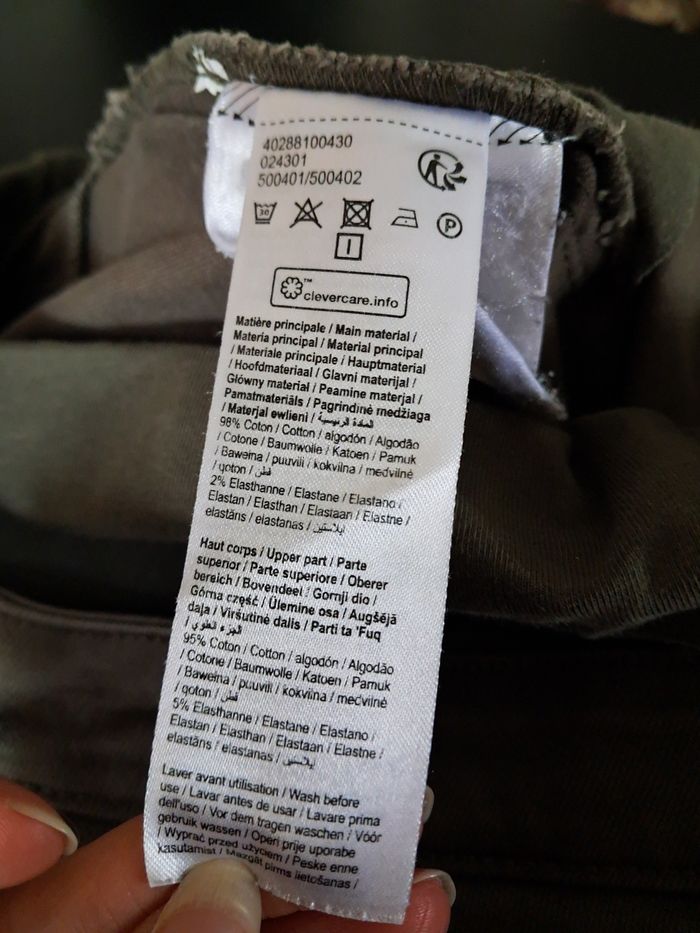 40288100430
024301
500401/500402
30
P
I
™
clevercare.info
Matière principale / Main material /
Materia principal / Material principal
/ Materiale principale / Hauptmaterial
/ Hoofdmateriaal / Glavni materijal /
Główny materiał / Peamine materjal /
Pamatmateriāls / Pagrindinė medžiaga
/ Materjal ewlieni / المادة الرئيسية
98% Coton / Cotton / algodón / Algodão
/ Cotone / Baumwolle / Katoen / Pamuk
/ Bawełna / puuvill / kokvilna / medvilnė
/ qoton / قطن
2% Elasthanne / Elastane / Elastano /
Elastan / Elasthan / Elastaan / Elastne /
elastāns / elastanas / إيلاستين
Haut corps / Upper part / Parte
superior / Parte superiore / Oberer
bereich / Bovendeel / Gornji dio /
Górna część / Ülemine osa / Augšējā
daļa / Viršutinė dalis / Parti ta 'Fuq
/ الجزء العلوي
95% Coton / Cotton / algodón / Algodão
/ Cotone / Baumwolle / Katoen / Pamuk
/ Bawełna / puuvill / kokvilna / medvilnė
/ qoton / قطن
5% Elasthanne / Elastane / Elastano /
Elastan / Elasthan / Elastaan / Elastne /
elastāns / elastanas / إيلاستين
Laver avant utilisation / Wash before
use / Lavar antes de usar / Lavare prima
dell'uso / Vor dem tragen waschen / Vóór
gebruik wassen / Operi prije uporabe
/ Wyprać przed użyciem / Peske enne
kasutamist / Mazgāt pirms lietošanas /